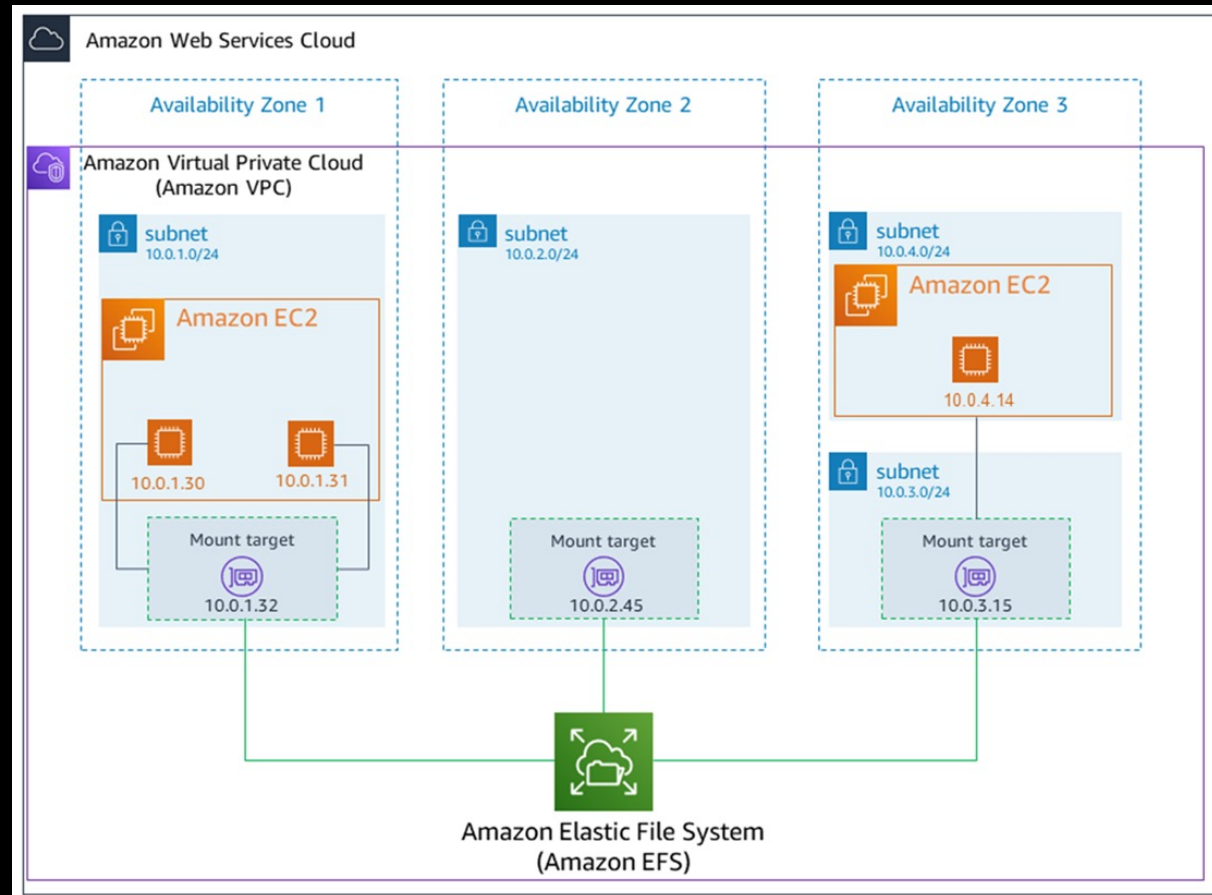 Amazon Web Services Cloud
Availability Zone 1
Availability Zone 2
Availability Zone 3
Amazon Virtual Private Cloud
(Amazon VPC)
subnet
10.0.1.0/24
Amazon EC2
10.0.1.30
10.0.1.31
Mount target
10.0.1.32
subnet
10.0.2.0/24
Mount target
10.0.2.45
subnet
10.0.4.0/24
Amazon EC2
10.0.4.14
subnet
10.0.3.0/24
Mount target
10.0.3.15
Amazon Elastic File System
(Amazon EFS)